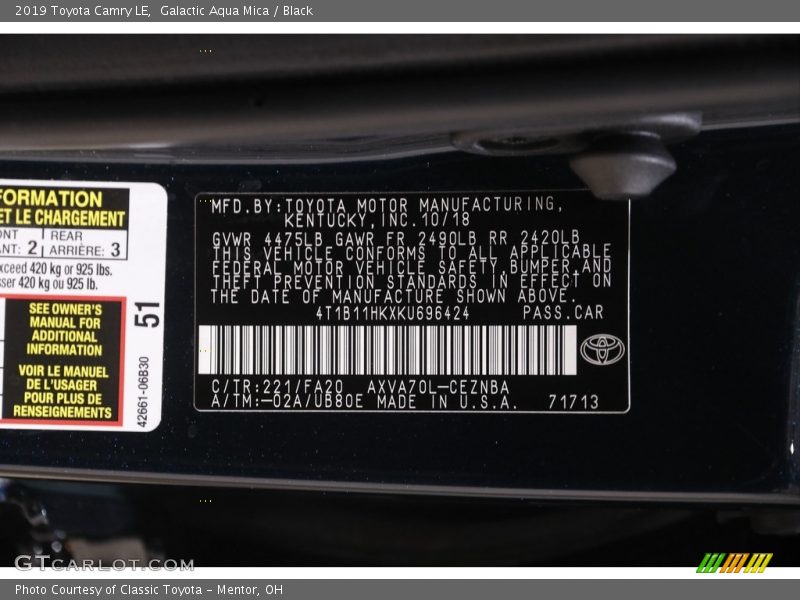 2019 Toyota Camry LE, Galactic Aqua Mica / Black
FORMATION
ET LE CHARGEMENT
REAR
2
ARRIÈRE: 3
exceed 420 kg or 925 lbs.
420 kg ou 925 lb.
SEE OWNER'S
MANUAL FOR
ADDITIONAL
INFORMATION
VOIR LE MANUEL
DE L'USAGER
POUR PLUS DE
RENSEIGNEMENTS
51
42661-06B30
MFD.BY:TOYOTA MOTOR MANUFACTURING,
KENTUCKY,INC.10/18
GVWR 4475LB GAWR FR 2490LB RR 2420LB
THIS VEHICLE CONFORMS TO ALL APPLICABLE
FEDERAL MOTOR VEHICLE SAFETY,BUMPER,AND
THEFT PREVENTION STANDARDS IN EFFECT ON
THE DATE OF MANUFACTURE SHOWN ABOVE.
4T1B11HKXKU696424 PASS.CAR
C/TR:221/FA20 AXVA70L-CEZNBA
A/TM:-02A/UB80E MADE IN U.S.A. 71713
GTCARLOT.COM
Photo Courtesy of Classic Toyota - Mentor, OH